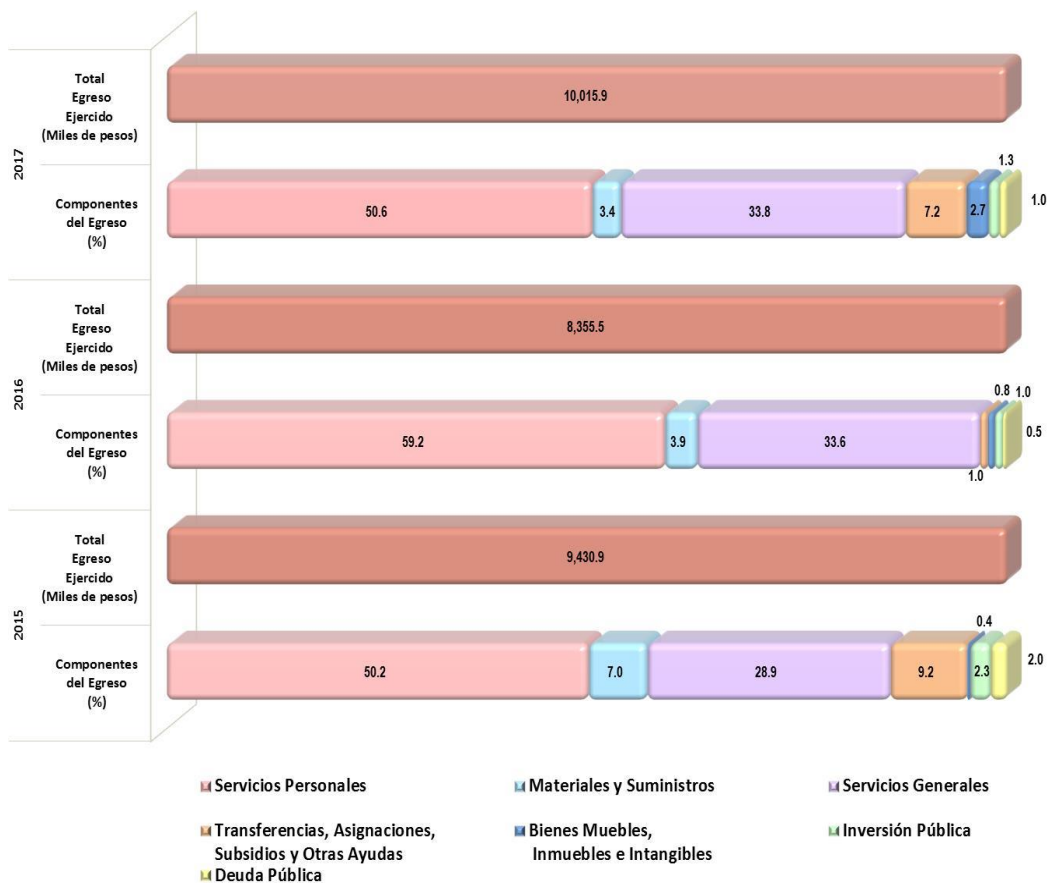 2017
Total
Egreso
Ejercido
(Miles de pesos)
10,015.9
Componentes
del Egreso
(%)
50.6
3.4
33.8
7.2
2.7
1.3
1.0
2016
Total
Egreso
Ejercido
(Miles de pesos)
8,355.5
Componentes
del Egreso
(%)
59.2
3.9
33.6
1.0
0.8
1.0
0.5
2015
Total
Egreso
Ejercido
(Miles de pesos)
9,430.9
Componentes
del Egreso
(%)
50.2
7.0
28.9
9.2
0.4
2.3
2.0
Servicios Personales
Materiales y Suministros
Servicios Generales
Transferencias, Asignaciones,
Subsidios y Otras Ayudas
Bienes Muebles,
Inmuebles e Intangibles
Inversión Pública
Deuda Pública